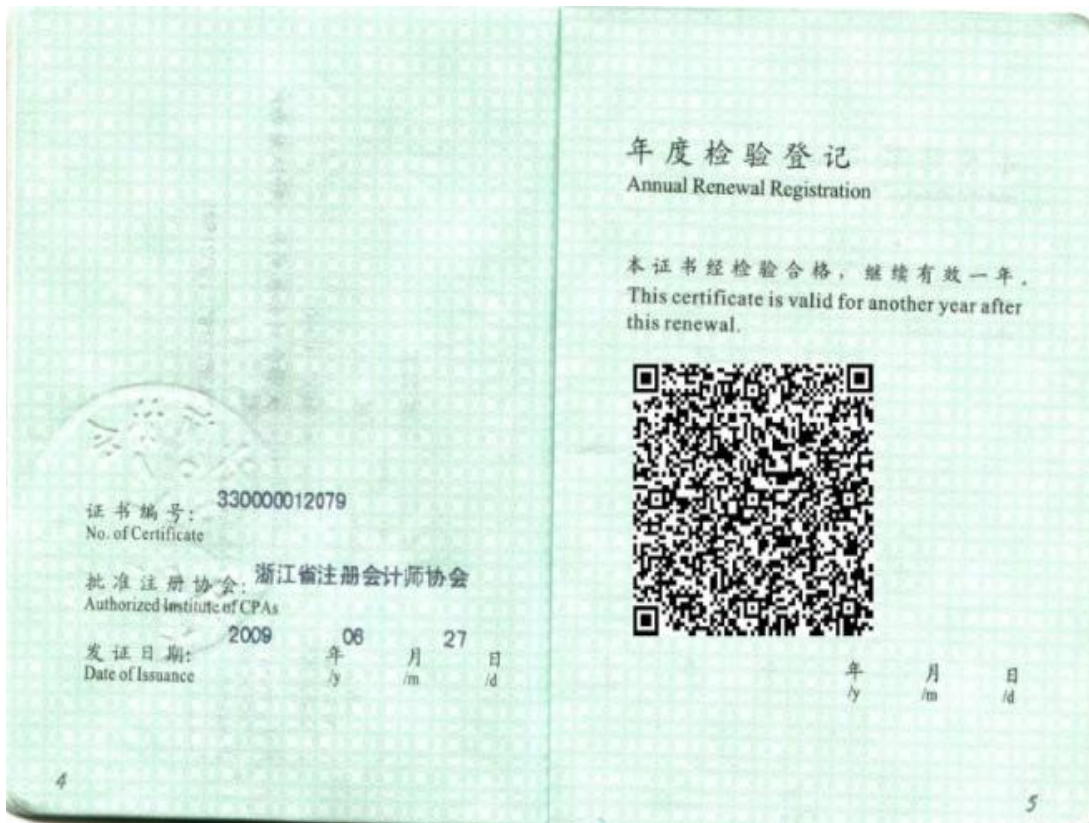 证书编号: 330000012079
No. of Certificate
批准注册协会: 浙江省注册会计师协会
Authorized Institute of CPAs
发证日期: 2009 年 06 月 27 日
Date of Issuance /y /m /d
4
年度检验登记
Annual Renewal Registration
本证书经检验合格，继续有效一年.
This certificate is valid for another year after
this renewal.
年 月 日
/y /m /d
5